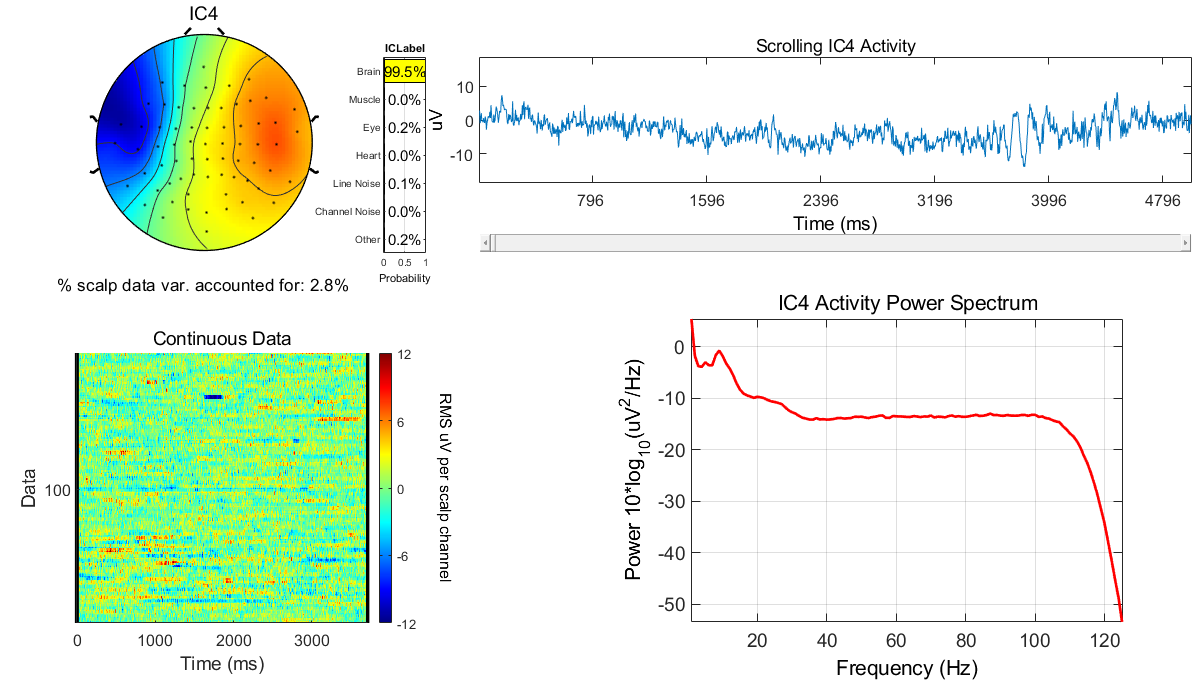 IC4
ICLabel
Brain 99.5%
Muscle 0.0%
Eye 0.2%
Heart 0.0%
Line Noise 0.1%
Channel Noise 0.0%
Other 0.2%
0 0.5 1
Probability
% scalp data var. accounted for: 2.8%
Scrolling IC4 Activity
uV
10
0
-10
796 1596 2396 3196 3996 4796
Time (ms)
Continuous Data
Data
100
0 1000 2000 3000
Time (ms)
12
6
0
-6
-12
RMS uV per scalp channel
IC4 Activity Power Spectrum
Power 10*log10(uV2/Hz)
0
-10
-20
-30
-40
-50
20 40 60 80 100 120
Frequency (Hz)